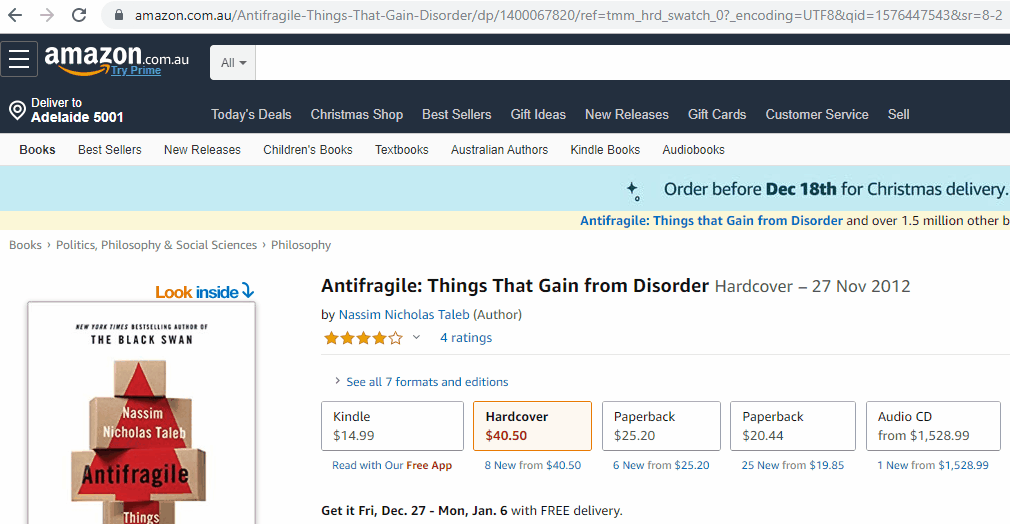 amazon.com.au/Antifragile-Things-That-Gain-Disorder/dp/1400067820/ref=tmm_hrd_swatch_0?_encoding=UTF8&qid=1576447543&sr=8-2
amazon.com.au
Try Prime
All
Deliver to
Adelaide 5001
Today's Deals Christmas Shop Best Sellers Gift Ideas New Releases Gift Cards Customer Service Sell
Books Best Sellers New Releases Children's Books Textbooks Australian Authors Kindle Books Audiobooks
Order before Dec 18th for Christmas delivery.
Antifragile: Things that Gain from Disorder and over 1.5 million other b
Books › Politics, Philosophy & Social Sciences › Philosophy
Look inside
NEW YORK TIMES BESTSELLING AUTHOR OF
THE BLACK SWAN
Nassim
Nicholas Taleb
Antifragile
Things
Antifragile: Things That Gain from Disorder Hardcover – 27 Nov 2012
by Nassim Nicholas Taleb (Author)
4 ratings
› See all 7 formats and editions
Kindle
$14.99
Read with Our Free App
Hardcover
$40.50
8 New from $40.50
Paperback
$25.20
6 New from $25.20
Paperback
$20.44
25 New from $19.85
Audio CD
from $1,528.99
1 New from $1,528.99
Get it Fri, Dec. 27 - Mon, Jan. 6 with FREE delivery.